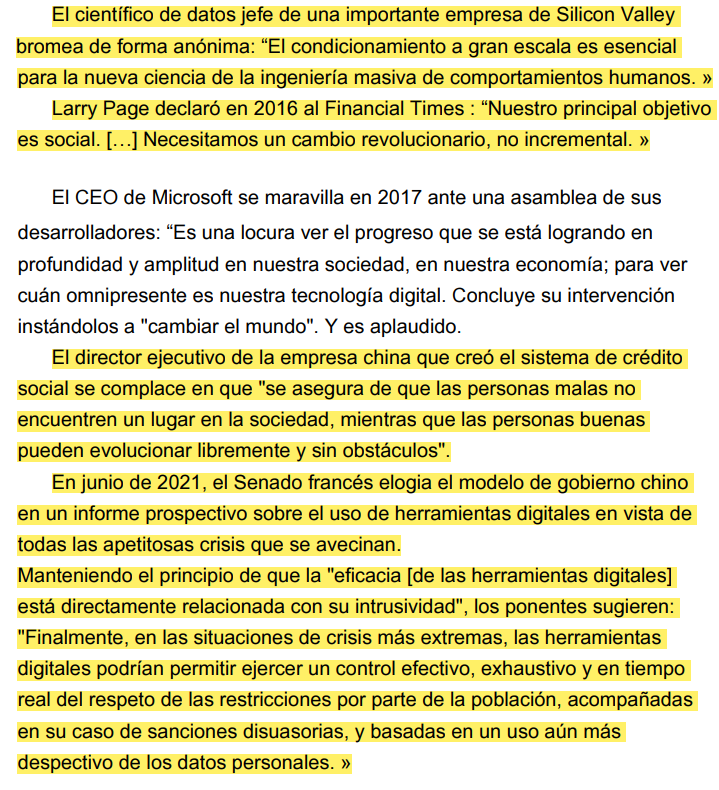 El científico de datos jefe de una importante empresa de Silicon Valley
bromea de forma anónima: “El condicionamiento a gran escala es esencial
para la nueva ciencia de la ingeniería masiva de comportamientos humanos. »
Larry Page declaró en 2016 al Financial Times : “Nuestro principal objetivo
es social. […] Necesitamos un cambio revolucionario, no incremental. »
El CEO de Microsoft se maravilla en 2017 ante una asamblea de sus
desarrolladores: “Es una locura ver el progreso que se está logrando en
profundidad y amplitud en nuestra sociedad, en nuestra economía; para ver
cuán omnipresente es nuestra tecnología digital. Concluye su intervención
instándolos a "cambiar el mundo". Y es aplaudido.
El director ejecutivo de la empresa china que creó el sistema de crédito
social se complace en que "se asegura de que las personas malas no
encuentren un lugar en la sociedad, mientras que las personas buenas
pueden evolucionar libremente y sin obstáculos".
En junio de 2021, el Senado francés elogia el modelo de gobierno chino
en un informe prospectivo sobre el uso de herramientas digitales en vista de
todas las apetitosas crisis que se avecinan.
Manteniendo el principio de que la "eficacia [de las herramientas digitales]
está directamente relacionada con su intrusividad", los ponentes sugieren:
"Finalmente, en las situaciones de crisis más extremas, las herramientas
digitales podrían permitir ejercer un control efectivo, exhaustivo y en tiempo
real del respeto de las restricciones por parte de la población, acompañadas
en su caso de sanciones disuasorias, y basadas en un uso aún más
despectivo de los datos personales. »